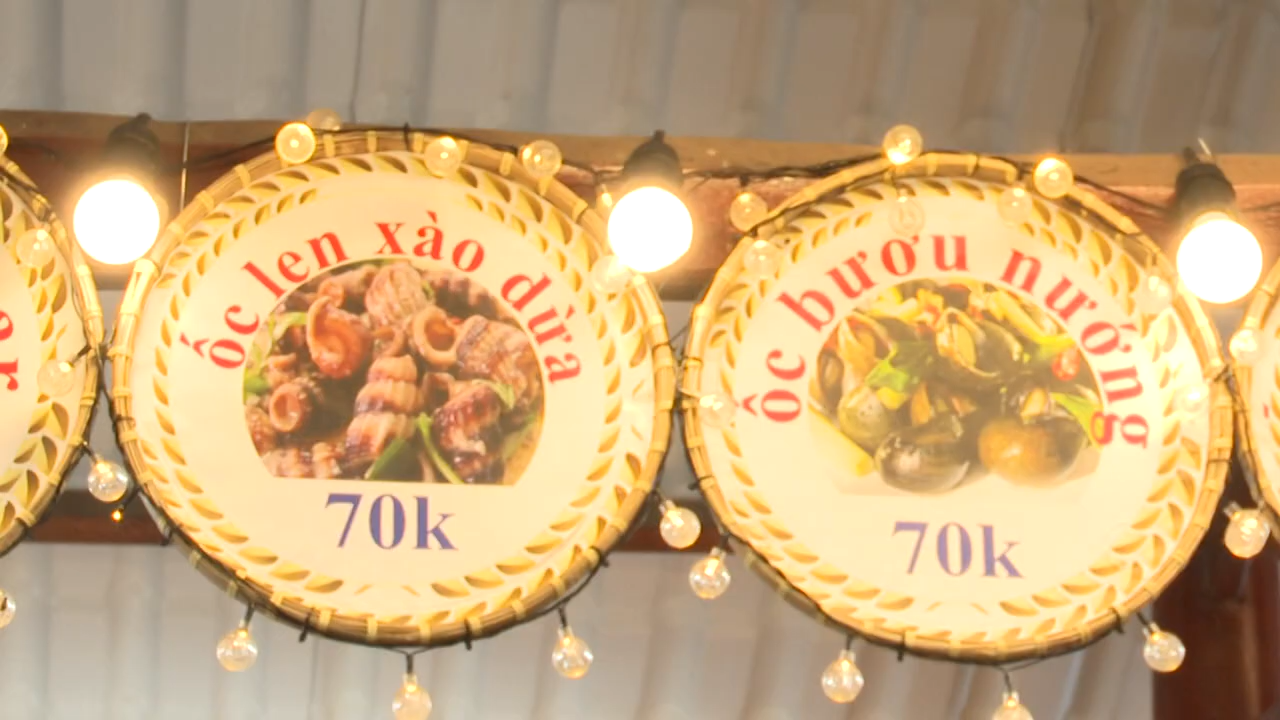 ốc len xào dừa
70k
ốc bươu nướng
70k